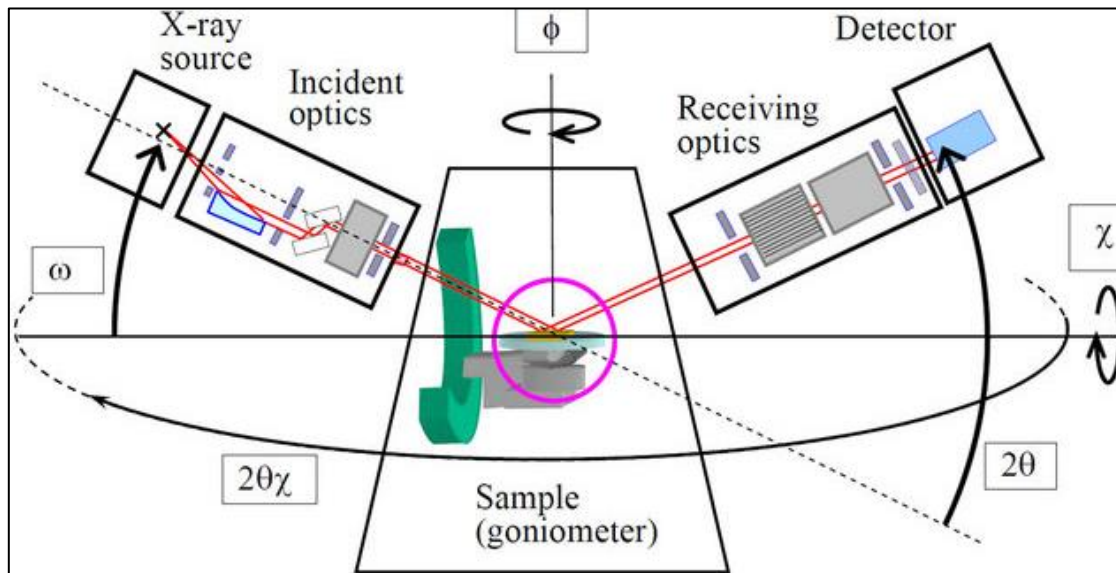 X-ray
source
Incident
optics
ϕ
Receiving
optics
Detector
ω
χ
2θχ
Sample
(goniometer)
2θ